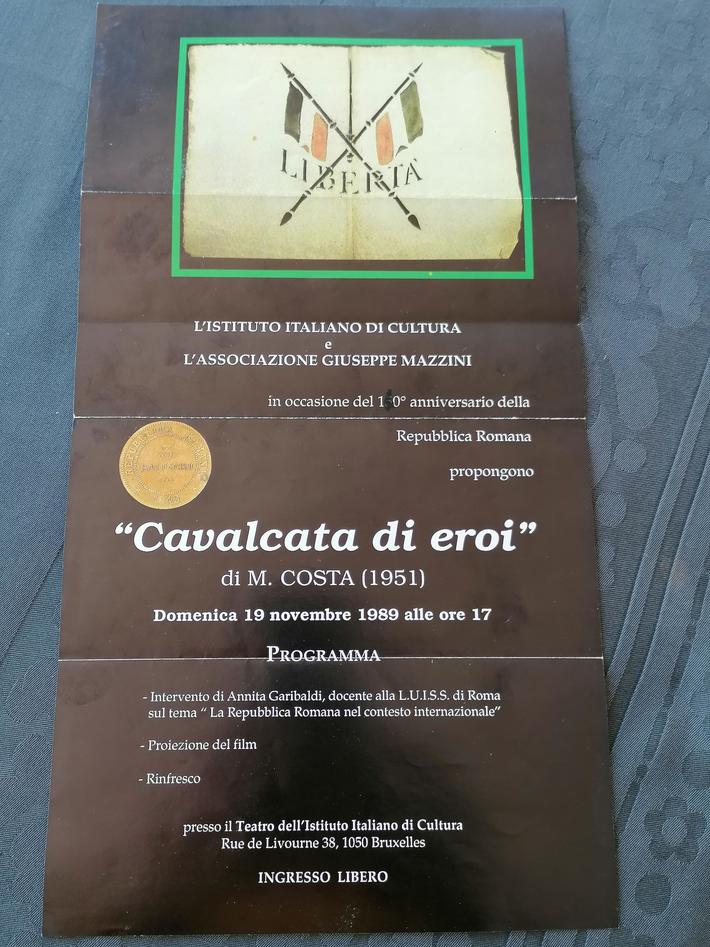 LIBERTÀ
L'ISTITUTO ITALIANO DI CULTURA
e
L'ASSOCIAZIONE GIUSEPPE MAZZINI
in occasione del anniversario della
Repubblica Romana
propongono
REPUBBLICA ROMANA
“Cavalcata di eroi”
di M. COSTA (1951)
Domenica 19 novembre 1989 alle ore 17
PROGRAMMA
- Intervento di Annita Garibaldi, docente alla L.U.I.S.S. di Roma
sul tema “ La Repubblica Romana nel contesto internazionale”
- Proiezione del film
- Rinfresco
presso il Teatro dell'Istituto Italiano di Cultura
Rue de Livourne 38, 1050 Bruxelles
INGRESSO LIBERO